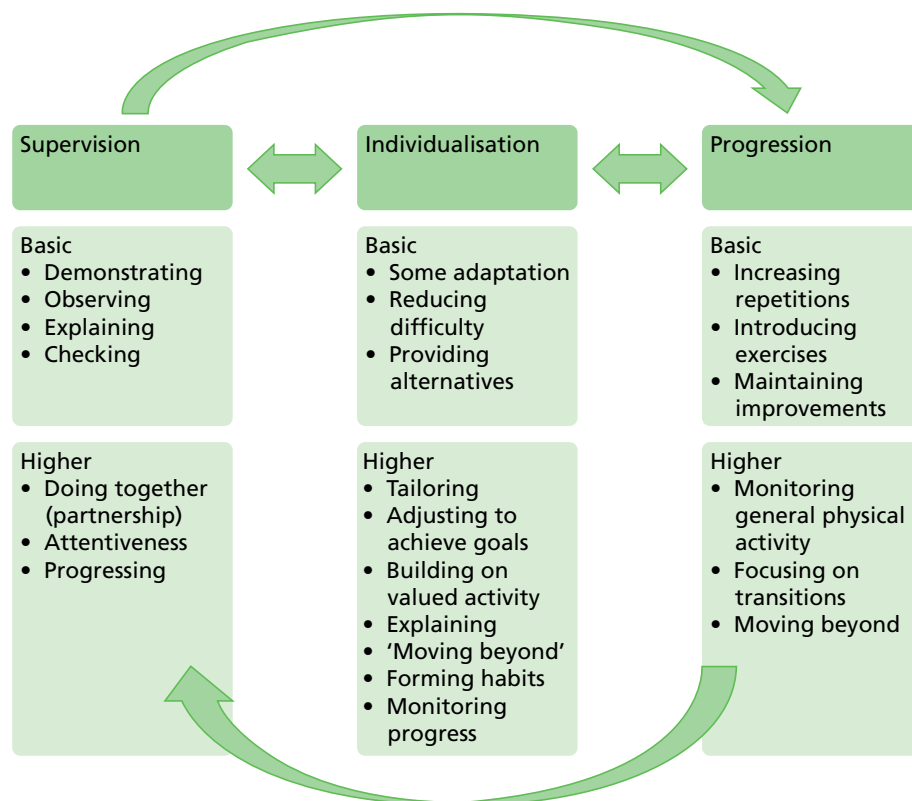 Supervision
Individualisation
Progression
Basic
• Demonstrating
• Observing
• Explaining
• Checking
Basic
• Some adaptation
• Reducing
difficulty
• Providing
alternatives
Basic
• Increasing
repetitions
• Introducing
exercises
• Maintaining
improvements
Higher
• Doing together
(partnership)
• Attentiveness
• Progressing
Higher
• Tailoring
• Adjusting to
achieve goals
• Building on
valued activity
• Explaining
• ‘Moving beyond’
• Forming habits
• Monitoring
progress
Higher
• Monitoring
general physical
activity
• Focusing on
transitions
• Moving beyond